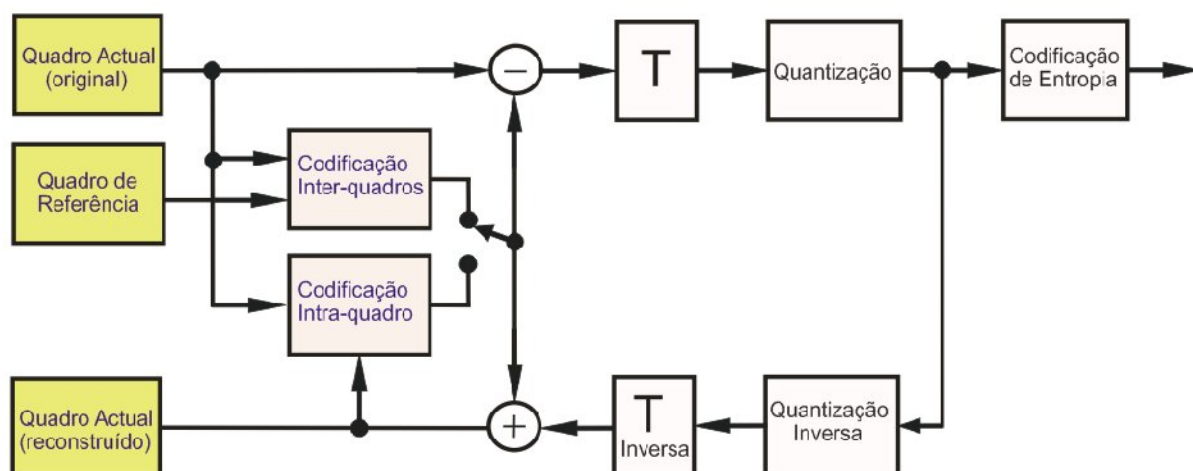 Quadro Actual
(original)
−
T
Quantização
Codificação
de Entropia
Quadro de
Referência
Codificação
Inter-quadros
Codificação
Intra-quadro
Quadro Actual
(reconstruído)
+
T
Inversa
Quantização
Inversa